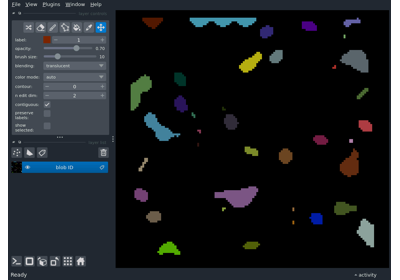 File View Plugins Window Help
label: 1
opacity: 0.70
brush size: 10
blending: translucent
color mode: auto
contour: 0
n edit dim: 2
contiguous:
preserve
labels:
show
selected:
blob ID
Ready
activity